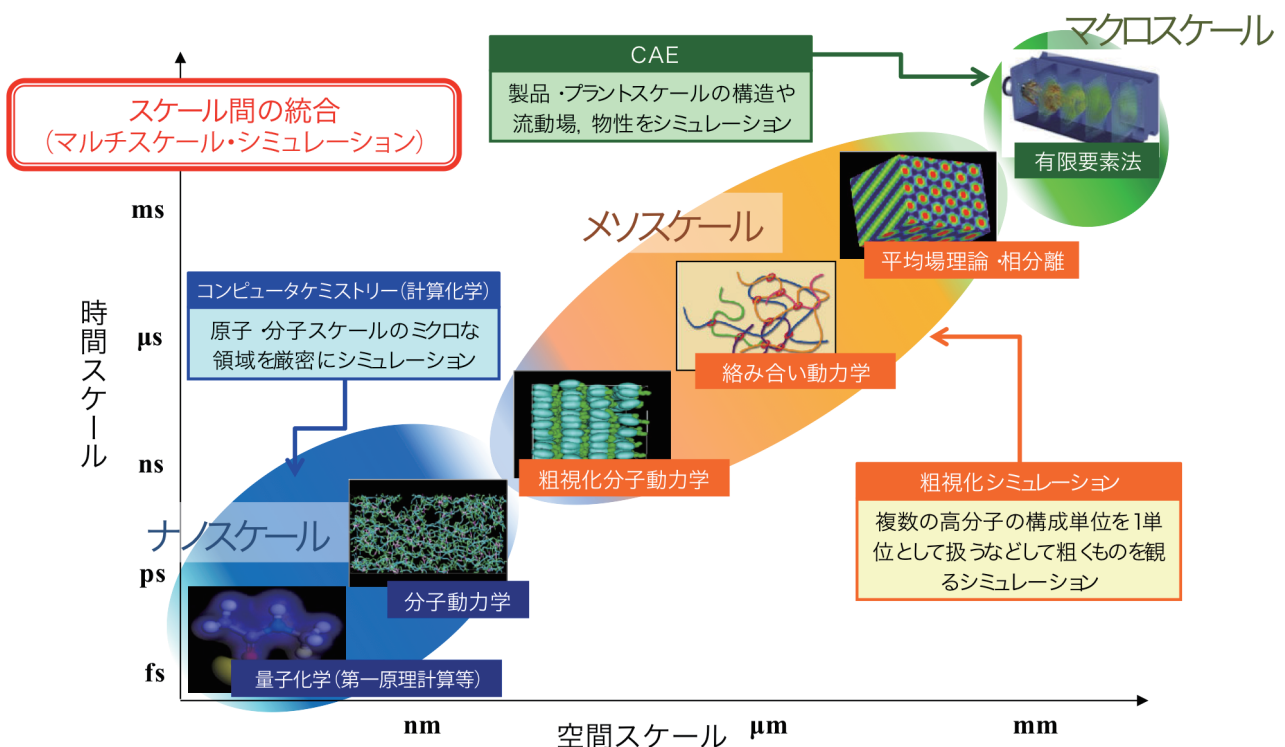 マクロスケール
CAE
製品・プラントスケールの構造や
流動場, 物性をシミュレーション
スケール間の統合
(マルチスケール・シミュレーション)
有限要素法
ms
メソスケール
平均場理論・相分離
コンピュータケミストリー(計算化学)
原子・分子スケールのミクロな
領域を厳密にシミュレーション
時間スケール
μs
絡み合い動力学
ns
粗視化分子動力学
粗視化シミュレーション
複数の高分子の構成単位を1単
位として扱うなどして粗くものを観
るシミュレーション
ナノスケール
ps
分子動力学
fs
量子化学(第一原理計算等)
nm
空間スケール
μm
mm